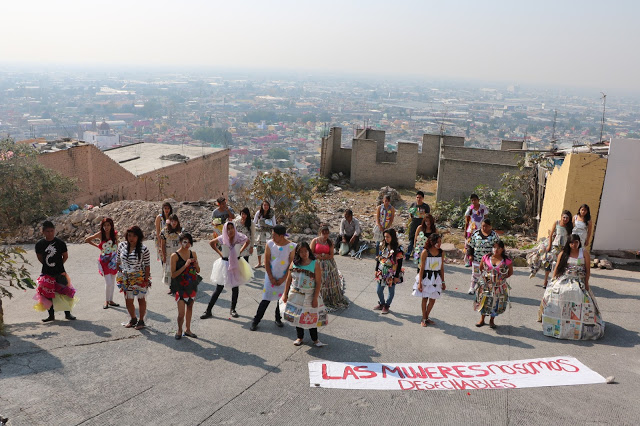 LAS MUJERES NO SOMOS
DESECHABLES